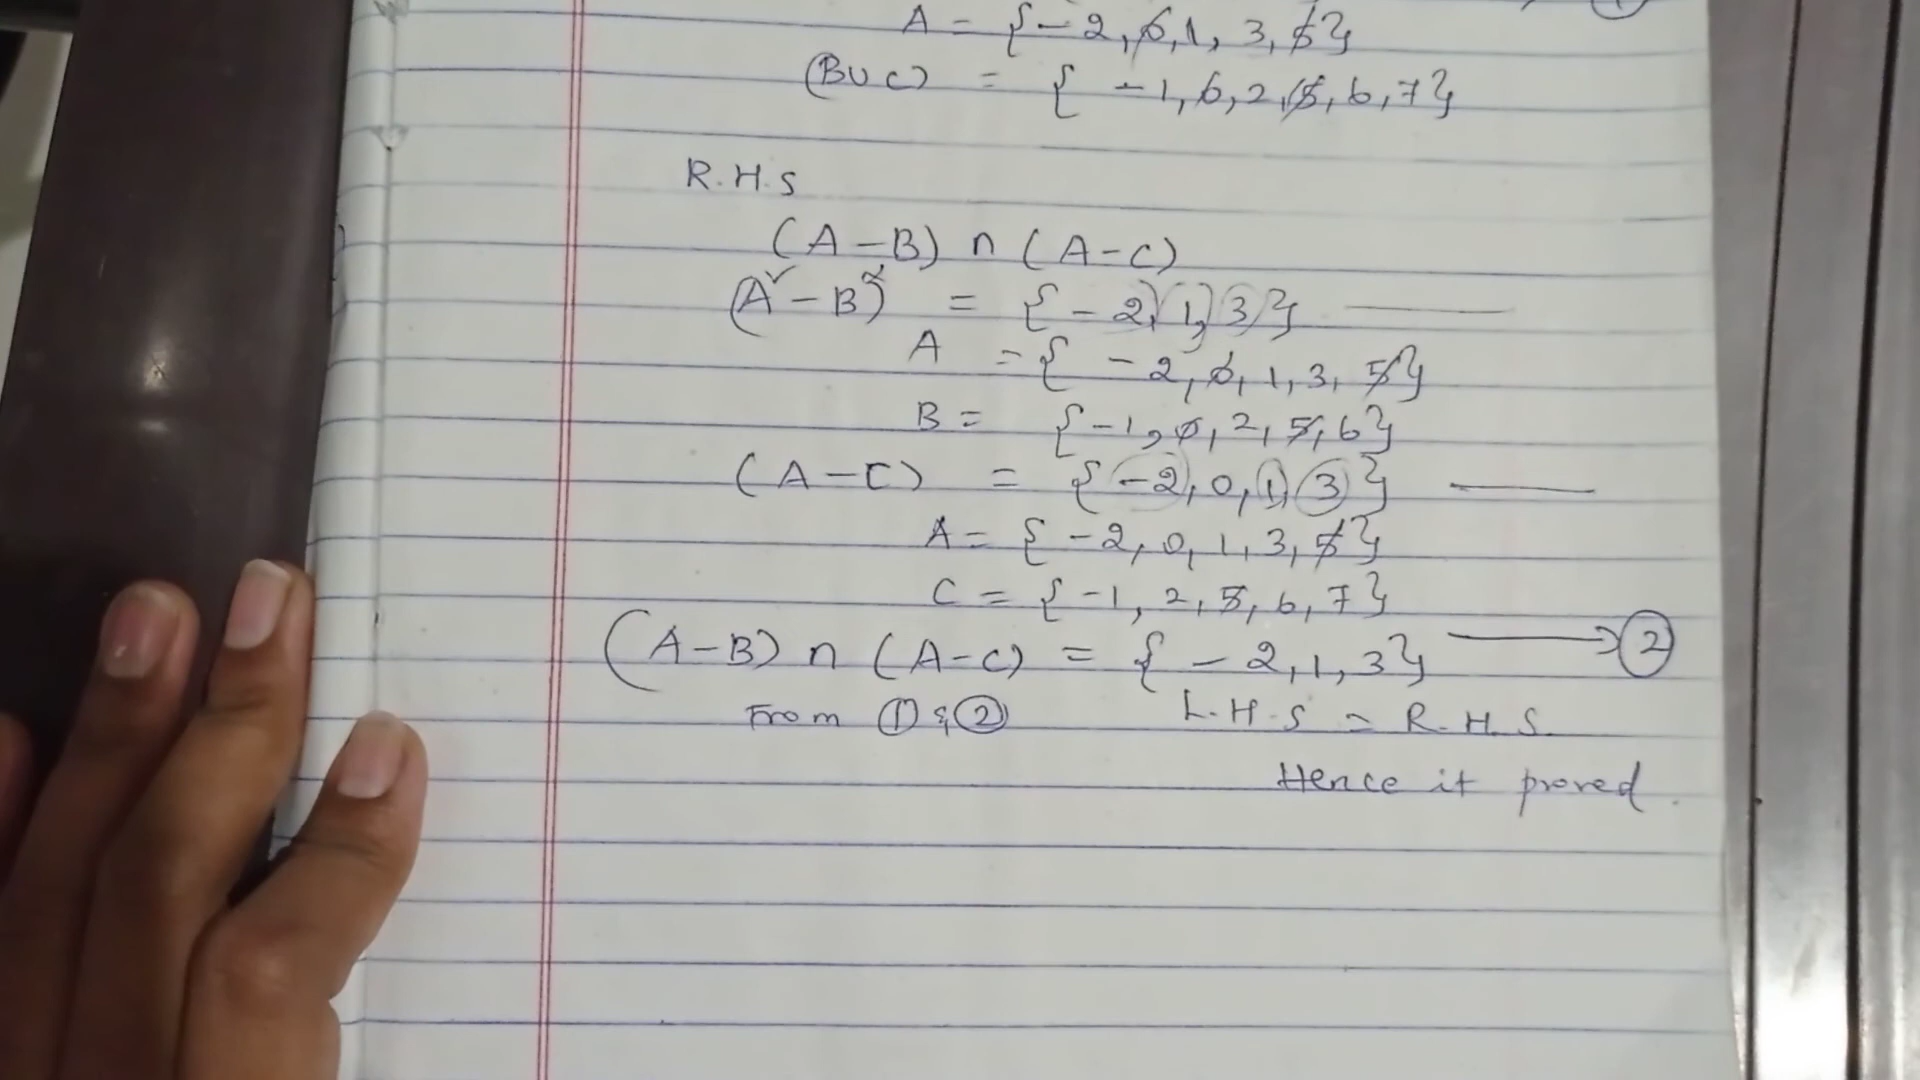 A = {-2, 0, 1, 3, 5}
(B∪C) = { -1, 0, 2, 5, 6, 7}
R.H.S
(A-B) ∩ (A-C)
(A-B) = {-2, 1, 3}
A = { -2, 0, 1, 3, 5}
B = {-1, 0, 2, 5, 6}
(A-C) = {-2, 0, 1, 3}
A = {-2, 0, 1, 3, 5}
C = {-1, 2, 5, 6, 7}
(A-B) ∩ (A-C) = { -2, 1, 3} → ②
From ① & ② L.H.S = R.H.S.
Hence it proved.